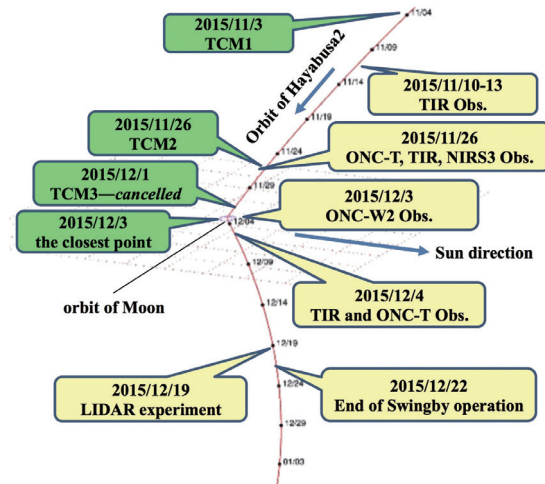 2015/11/3
TCM1
11/04
11/09
Orbit of Hayabusa2
11/14
2015/11/10-13
TIR Obs.
11/19
2015/11/26
TCM2
11/24
2015/11/26
ONC-T, TIR, NIRS3 Obs.
2015/12/1
TCM3—cancelled
11/29
2015/12/3
ONC-W2 Obs.
2015/12/3
the closest point
12/04
Sun direction
orbit of Moon
12/09
2015/12/4
TIR and ONC-T Obs.
12/14
12/19
2015/12/19
LIDAR experiment
12/24
2015/12/22
End of Swingby operation
12/29
01/03